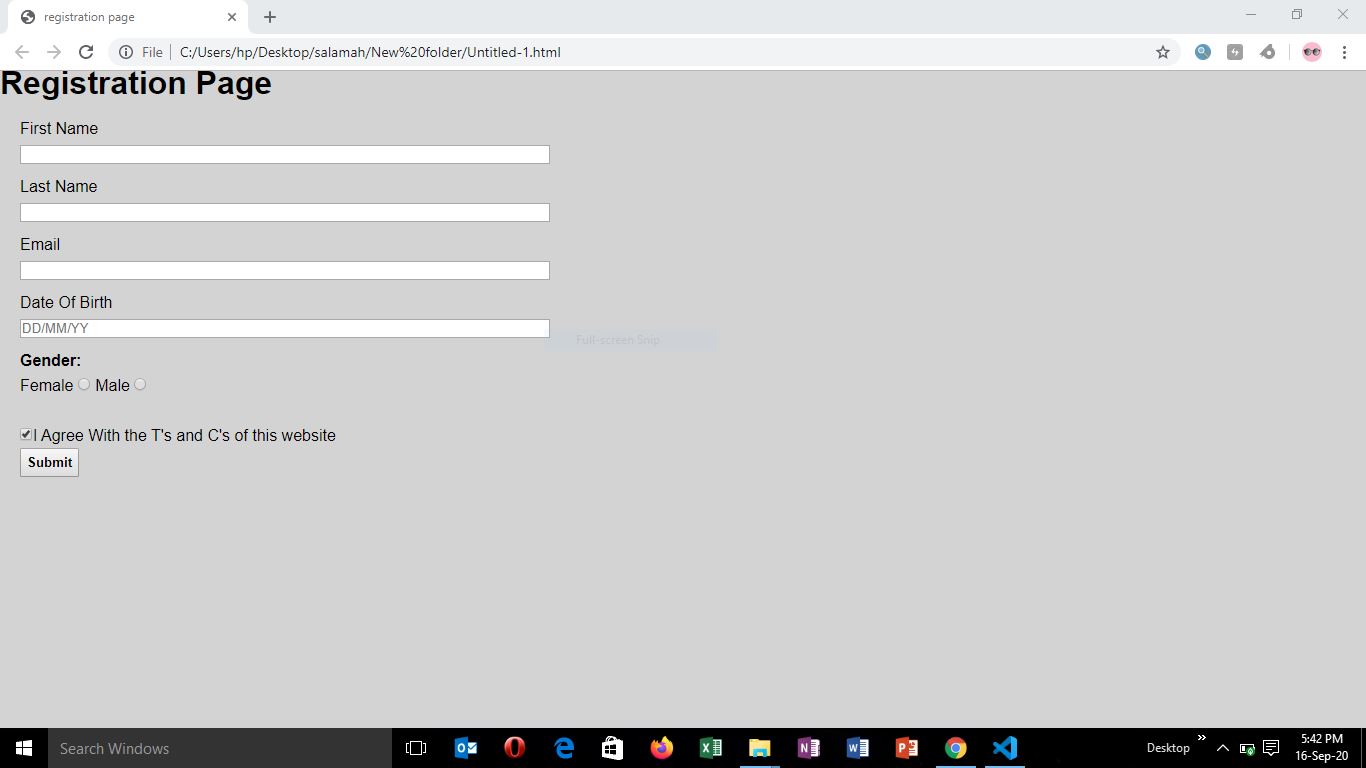 registration page
File
C:/Users/hp/Desktop/salamah/New%20folder/Untitled-1.html
Registration Page
First Name
Last Name
Email
Date Of Birth
DD/MM/YY
Full-screen Snip
Gender:
Female Male
I Agree With the T's and C's of this website
Submit
Search Windows
Desktop
5:42 PM
16-Sep-20